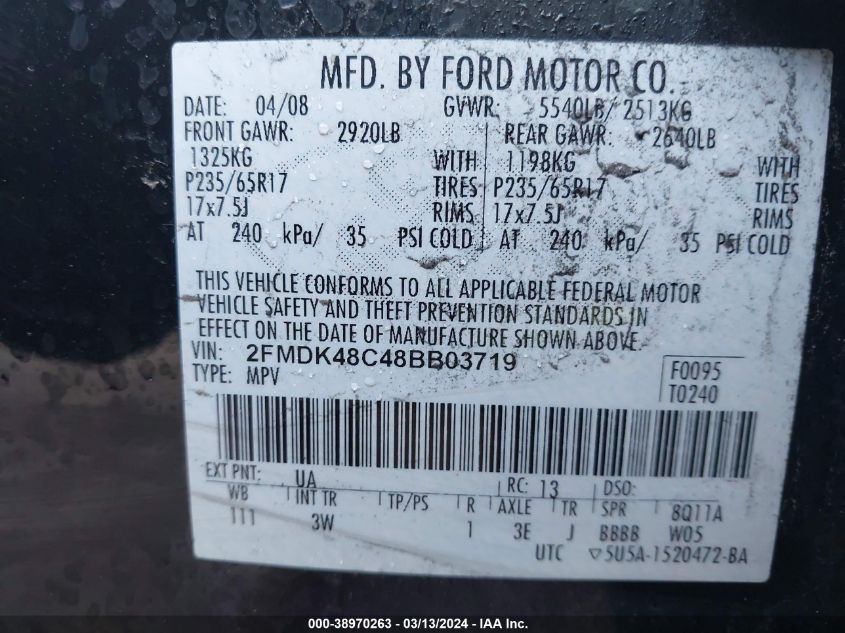 MFD. BY FORD MOTOR CO.
DATE: 04/08 GVWR: 5540LB/ 2513KG
FRONT GAWR: 2920LB REAR GAWR: 2640LB
1325KG WITH 1198KG WITH
P235/65R17 TIRES P235/65R17 TIRES
17x7.5J RIMS 17x7.5J RIMS
AT 240 kPa/ 35 PSI COLD AT 240 kPa/ 35 PSI COLD
THIS VEHICLE CONFORMS TO ALL APPLICABLE FEDERAL MOTOR
VEHICLE SAFETY AND THEFT PREVENTION STANDARDS IN
EFFECT ON THE DATE OF MANUFACTURE SHOWN ABOVE.
VIN: 2FMDK48C48BB03719 F0095
TYPE: MPV T0240
EXT PNT: UA RC: 13 DSO:
WB INT TR TP/PS R AXLE TR SPR 8Q11A
111 3W 1 3E J BBBB W05
UTC ▽5U5A-1520472-BA
000-38970263 - 03/13/2024 - IAA Inc.